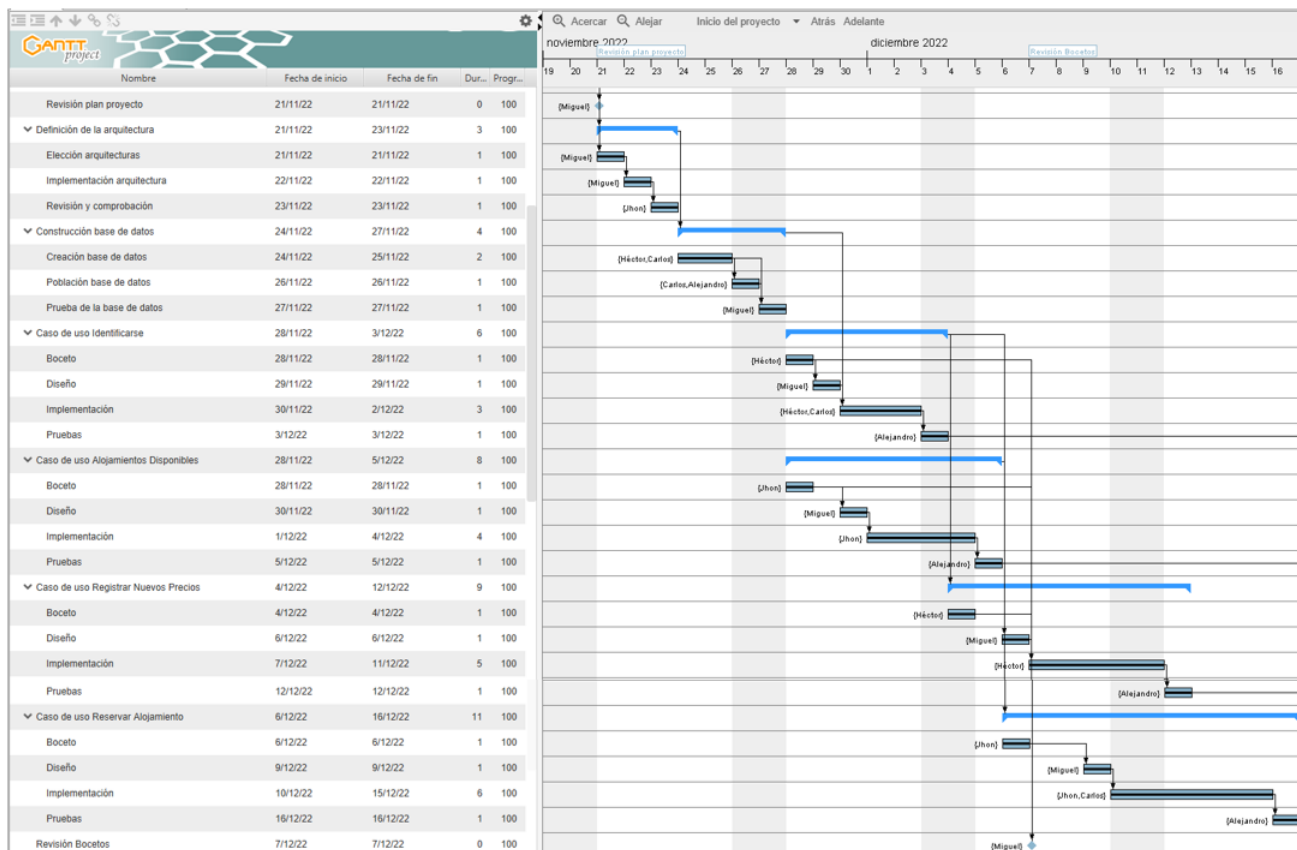 Acercar Alejar Inicio del proyecto Atrás Adelante
GANTT project
noviembre 2022 diciembre 2022
Revisión plan proyecto Revisión Bocetos
Nombre Fecha de inicio Fecha de fin Dur... Progr...
19 20 21 22 23 24 25 26 27 28 29 30 1 2 3 4 5 6 7 8 9 10 11 12 13 14 15 16
Revisión plan proyecto 21/11/22 21/11/22 0 100 {Miguel}
Definición de la arquitectura 21/11/22 23/11/22 3 100
Elección arquitecturas 21/11/22 21/11/22 1 100 {Miguel}
Implementación arquitectura 22/11/22 22/11/22 1 100 {Miguel}
Revisión y comprobación 23/11/22 23/11/22 1 100 {Jhon}
Construcción base de datos 24/11/22 27/11/22 4 100
Creación base de datos 24/11/22 25/11/22 2 100 {Héctor,Carlos}
Población base de datos 26/11/22 26/11/22 1 100 {Carlos,Alejandro}
Prueba de la base de datos 27/11/22 27/11/22 1 100 {Miguel}
Caso de uso Identificarse 28/11/22 3/12/22 6 100
Boceto 28/11/22 28/11/22 1 100 {Héctor}
Diseño 29/11/22 29/11/22 1 100 {Miguel}
Implementación 30/11/22 2/12/22 3 100 {Héctor,Carlos}
Pruebas 3/12/22 3/12/22 1 100 {Alejandro}
Caso de uso Alojamientos Disponibles 28/11/22 5/12/22 8 100
Boceto 28/11/22 28/11/22 1 100 {Jhon}
Diseño 30/11/22 30/11/22 1 100 {Miguel}
Implementación 1/12/22 4/12/22 4 100 {Jhon}
Pruebas 5/12/22 5/12/22 1 100 {Alejandro}
Caso de uso Registrar Nuevos Precios 4/12/22 12/12/22 9 100
Boceto 4/12/22 4/12/22 1 100 {Héctor}
Diseño 6/12/22 6/12/22 1 100 {Miguel}
Implementación 7/12/22 11/12/22 5 100 {Héctor}
Pruebas 12/12/22 12/12/22 1 100 {Alejandro}
Caso de uso Reservar Alojamiento 6/12/22 16/12/22 11 100
Boceto 6/12/22 6/12/22 1 100 {Jhon}
Diseño 9/12/22 9/12/22 1 100 {Miguel}
Implementación 10/12/22 15/12/22 6 100 {Jhon,Carlos}
Pruebas 16/12/22 16/12/22 1 100 {Alejandro}
Revisión Bocetos 7/12/22 7/12/22 0 100 {Miguel}